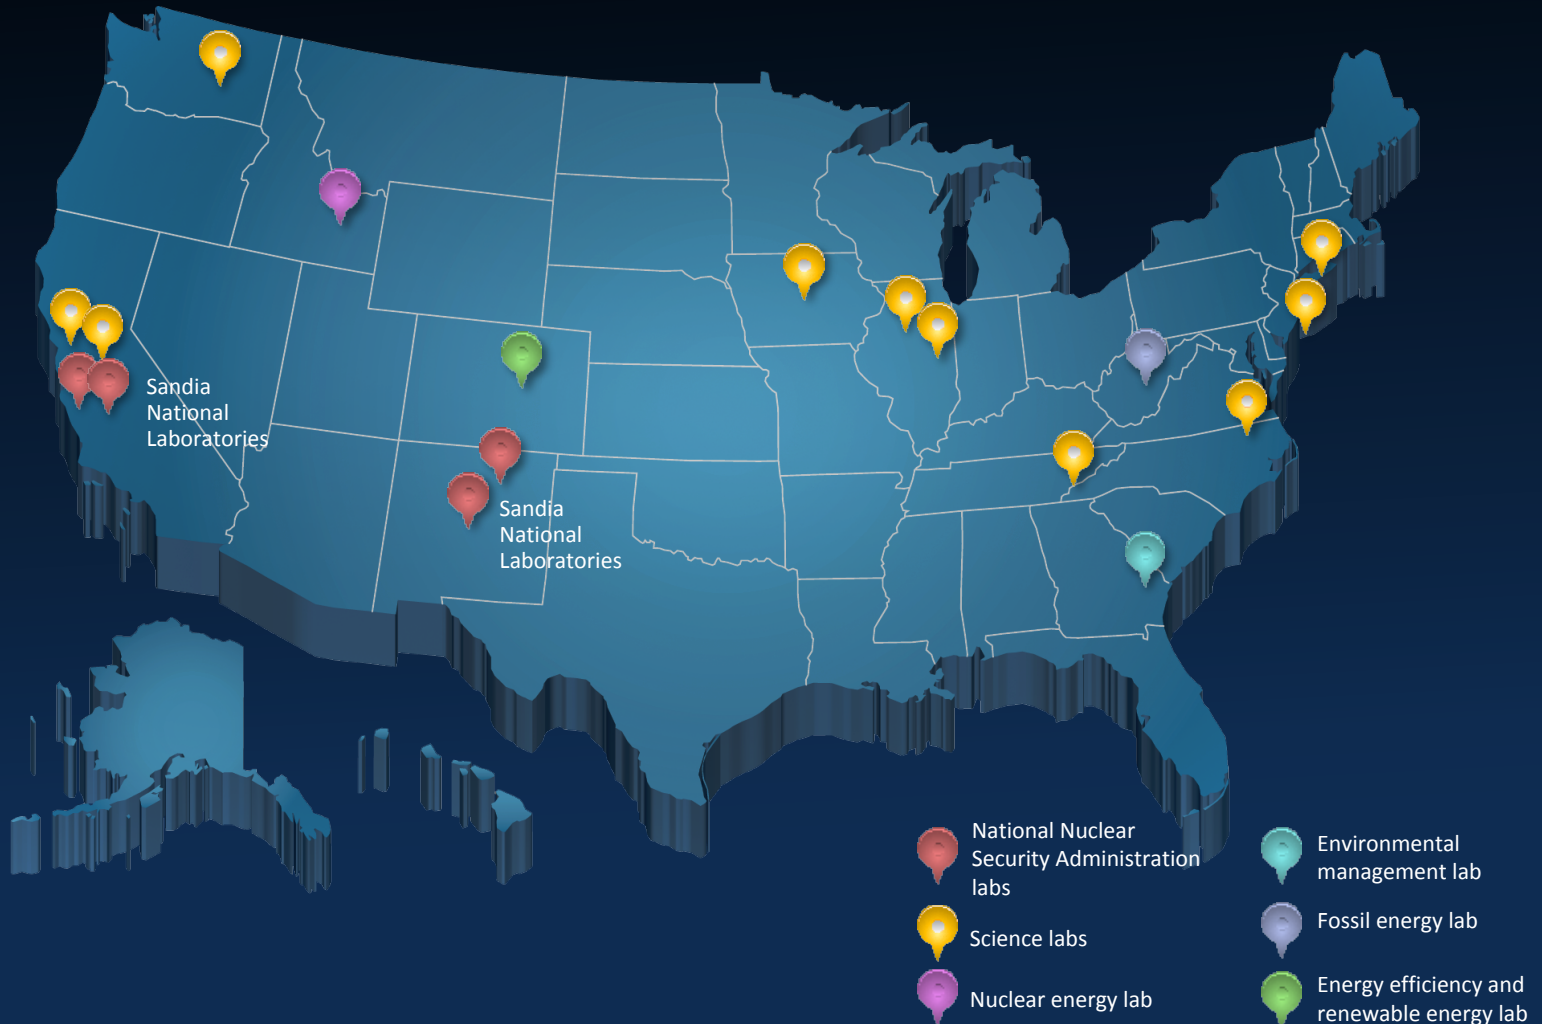 Sandia
National
Laboratories
Sandia
National
Laboratories
National Nuclear
Security Administration
labs
Science labs
Nuclear energy lab
Environmental
management lab
Fossil energy lab
Energy efficiency and
renewable energy lab